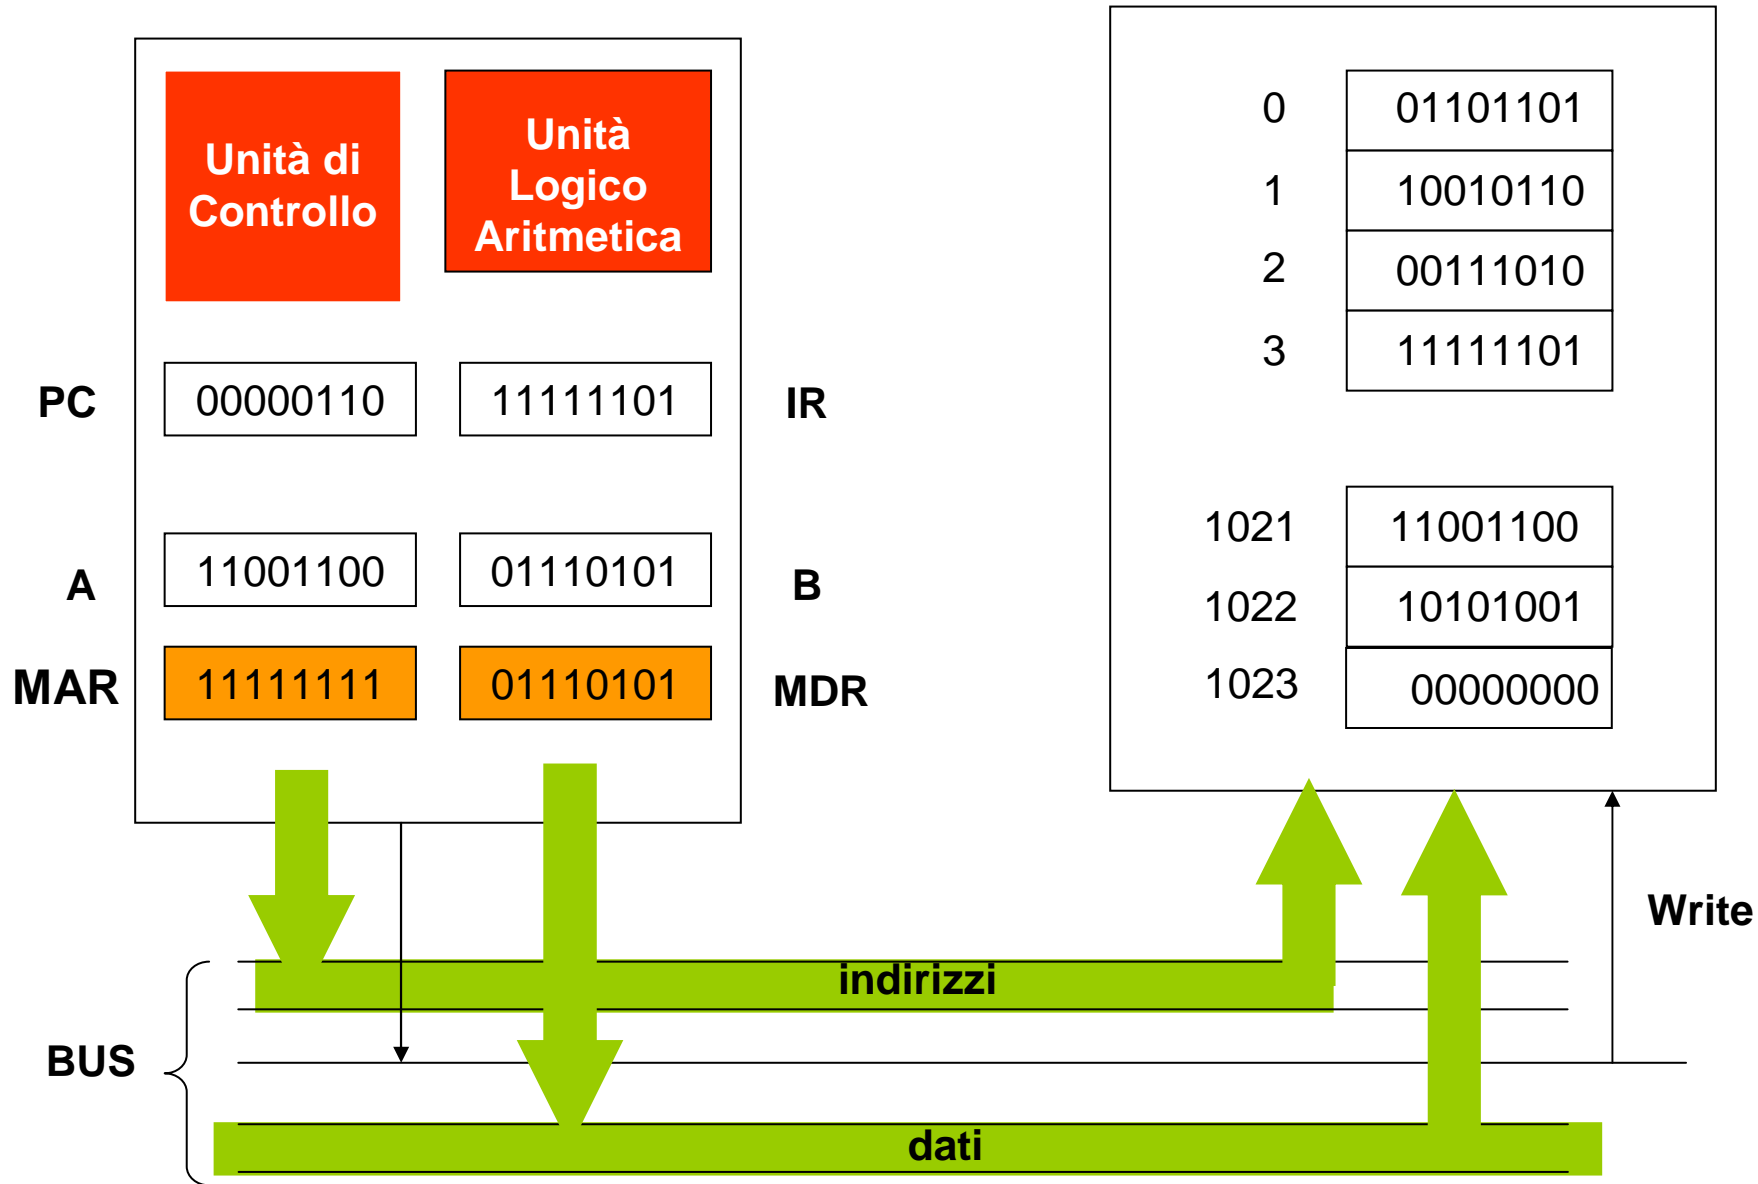 Unità di
Controllo
Unità
Logico
Aritmetica
PC
00000110
11111101
IR
A
11001100
01110101
B
MAR
11111111
01110101
MDR
0
01101101
1
10010110
2
00111010
3
11111101
1021
11001100
1022
10101001
1023
00000000
Write
indirizzi
BUS
dati